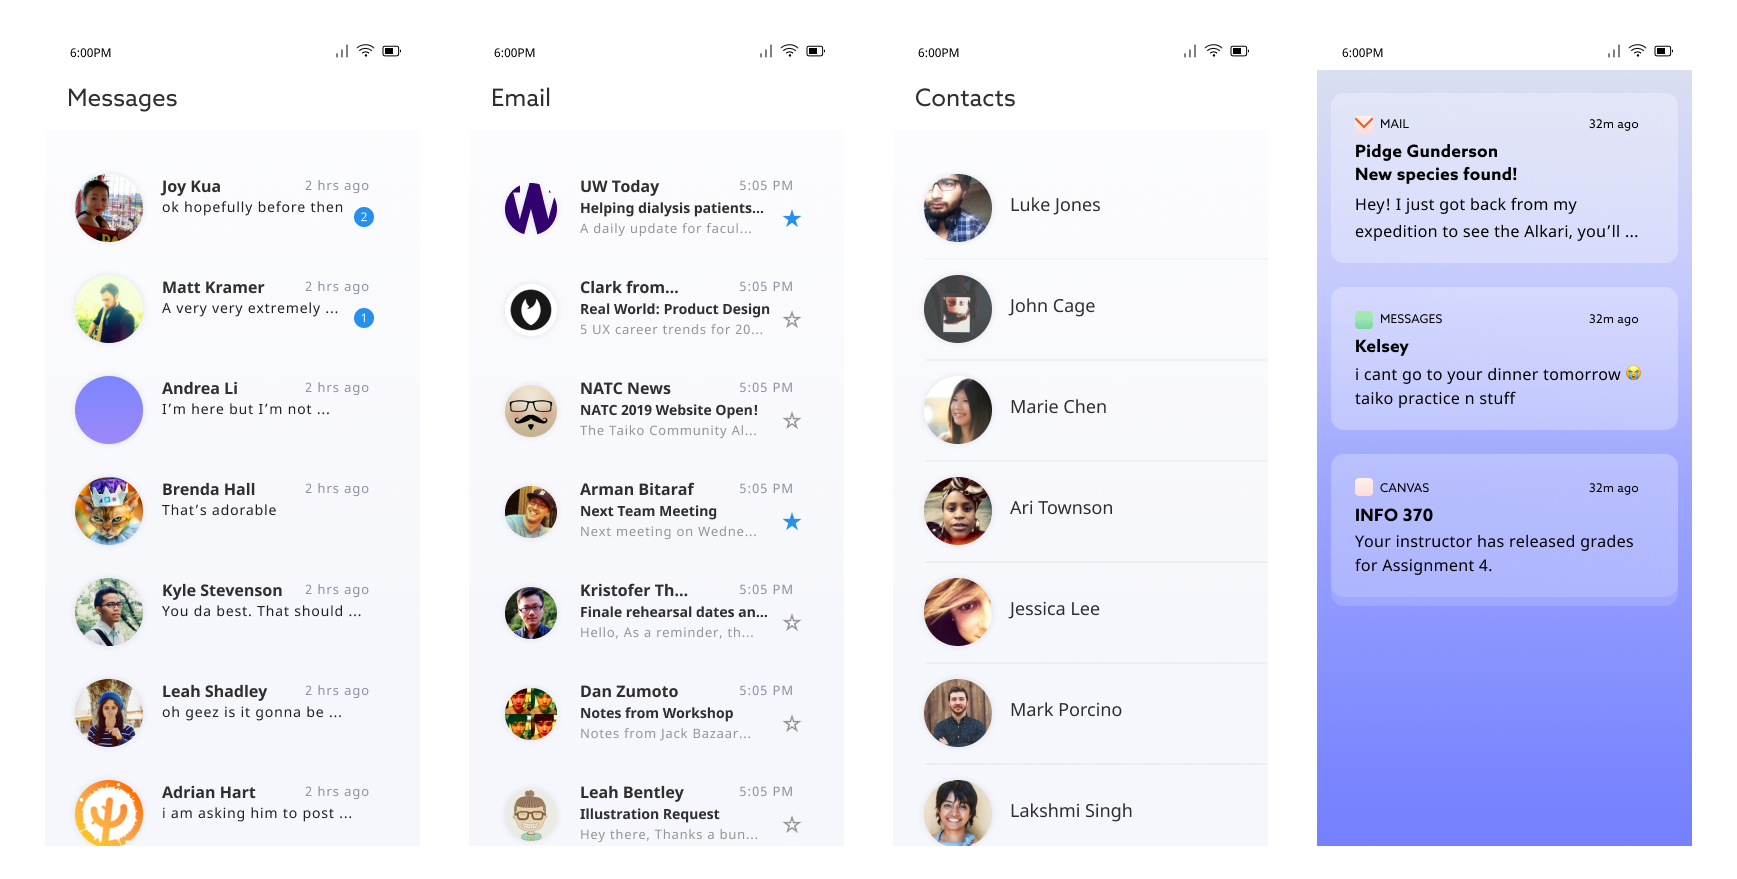 6:00PM
Messages
Joy Kua
2 hrs ago
ok hopefully before then
2
Matt Kramer
2 hrs ago
A very very extremely ...
1
Andrea Li
2 hrs ago
I’m here but I’m not ...
Brenda Hall
2 hrs ago
That’s adorable
Kyle Stevenson
2 hrs ago
You da best. That should ...
Leah Shadley
2 hrs ago
oh geez is it gonna be ...
Adrian Hart
2 hrs ago
i am asking him to post ...
6:00PM
Email
UW Today
5:05 PM
Helping dialysis patients...
A daily update for facul...
Clark from...
5:05 PM
Real World: Product Design
5 UX career trends for 20...
NATC News
5:05 PM
NATC 2019 Website Open!
The Taiko Community Al...
Arman Bitaraf
5:05 PM
Next Team Meeting
Next meeting on Wedne...
Kristofer Th...
5:05 PM
Finale rehearsal dates an...
Hello, As a reminder, th...
Dan Zumoto
5:05 PM
Notes from Workshop
Notes from Jack Bazaar...
Leah Bentley
5:05 PM
Illustration Request
Hey there, Thanks a bun...
6:00PM
Contacts
Luke Jones
John Cage
Marie Chen
Ari Townson
Jessica Lee
Mark Porcino
Lakshmi Singh
6:00PM
MAIL
32m ago
Pidge Gunderson
New species found!
Hey! I just got back from my
expedition to see the Alkari, you’ll ...
MESSAGES
32m ago
Kelsey
i cant go to your dinner tomorrow 😭
taiko practice n stuff
CANVAS
32m ago
INFO 370
Your instructor has released grades
for Assignment 4.